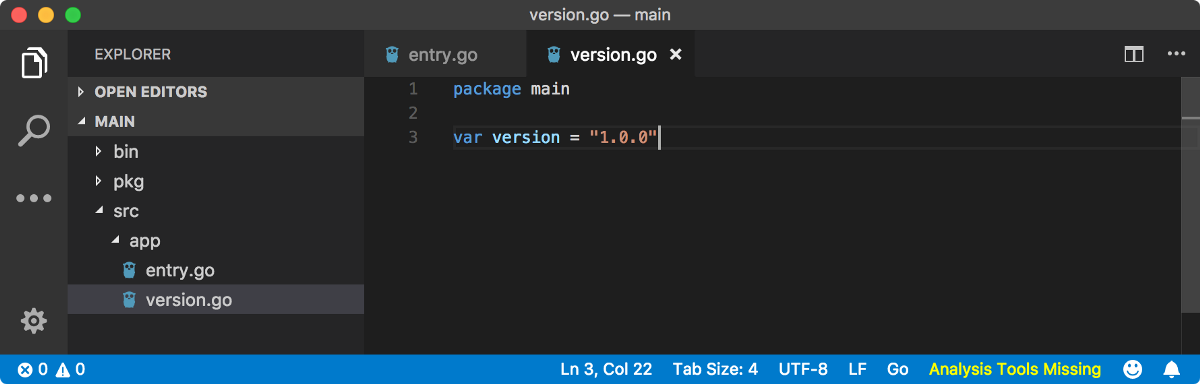 version.go — main
EXPLORER
OPEN EDITORS
MAIN
bin
pkg
src
app
entry.go
version.go
entry.go
version.go
1 package main
2
3 var version = "1.0.0"
0 0 Ln 3, Col 22 Tab Size: 4 UTF-8 LF Go Analysis Tools Missing